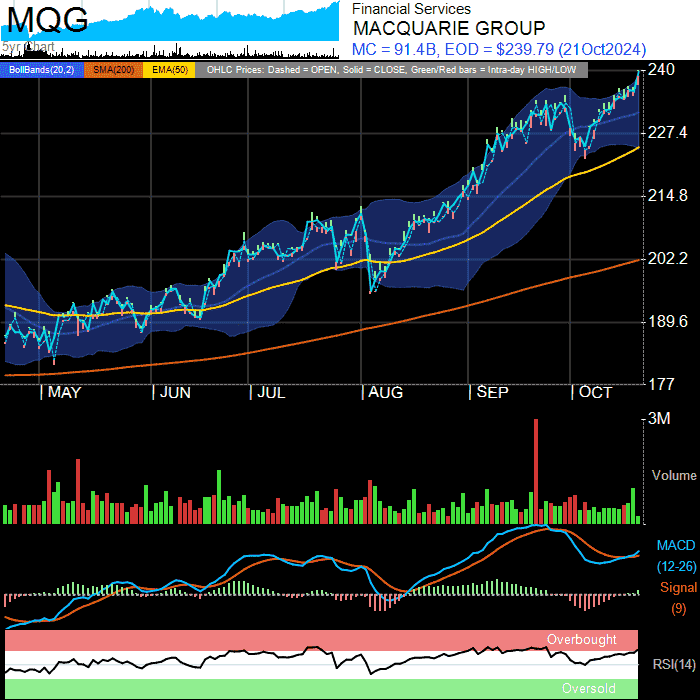 MQG
5yr Chart
Financial Services
MACQUARIE GROUP
MC = 91.4B, EOD = $239.79 (21Oct2024)
BollBands(20,2) SMA(200) EMA(50) OHLC Prices: Dashed = OPEN, Solid = CLOSE, Green/Red bars = Intra-day HIGH/LOW
240
227.4
214.8
202.2
189.6
177
MAY JUN JUL AUG SEP OCT
3M
Volume
MACD
(12-26)
Signal
(9)
Overbought
RSI(14)
Oversold